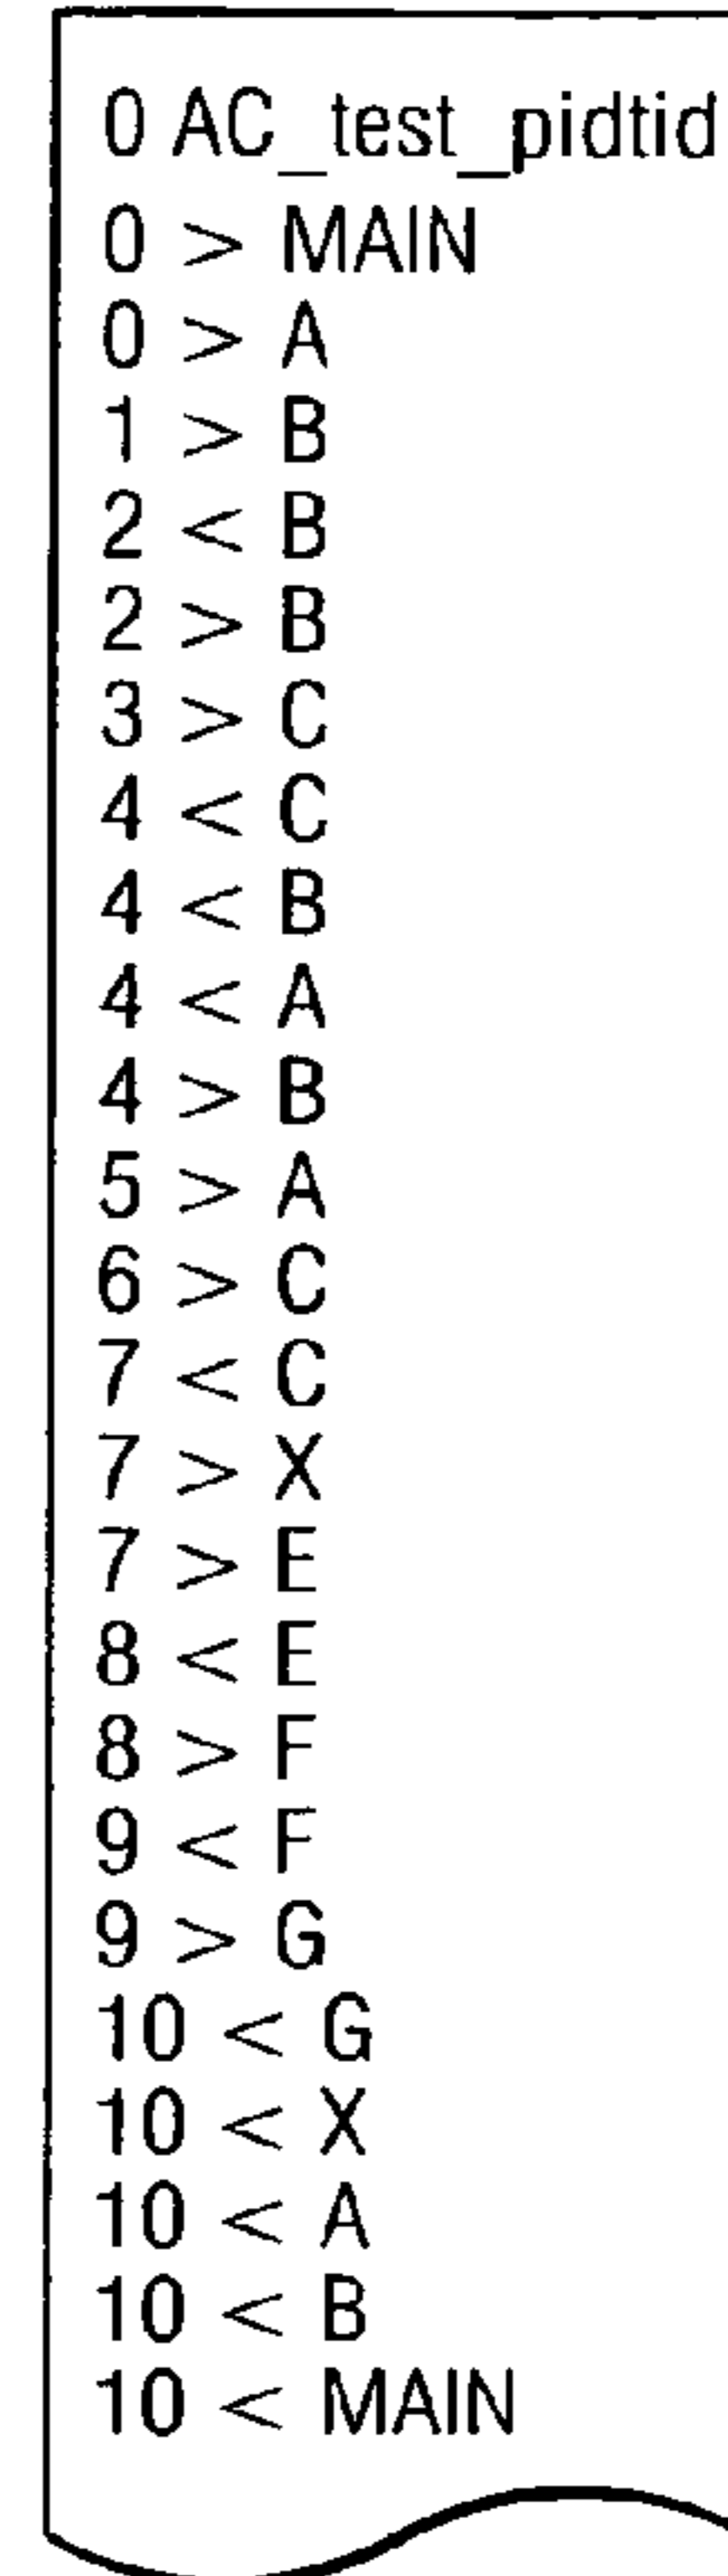 0 AC_test_pidtid
0 > MAIN
0 > A
1 > B
2 < B
2 > B
3 > C
4 < C
4 < B
4 < A
4 > B
5 > A
6 > C
7 < C
7 > X
7 > E
8 < E
8 > F
9 < F
9 > G
10 < G
10 < X
10 < A
10 < B
10 < MAIN